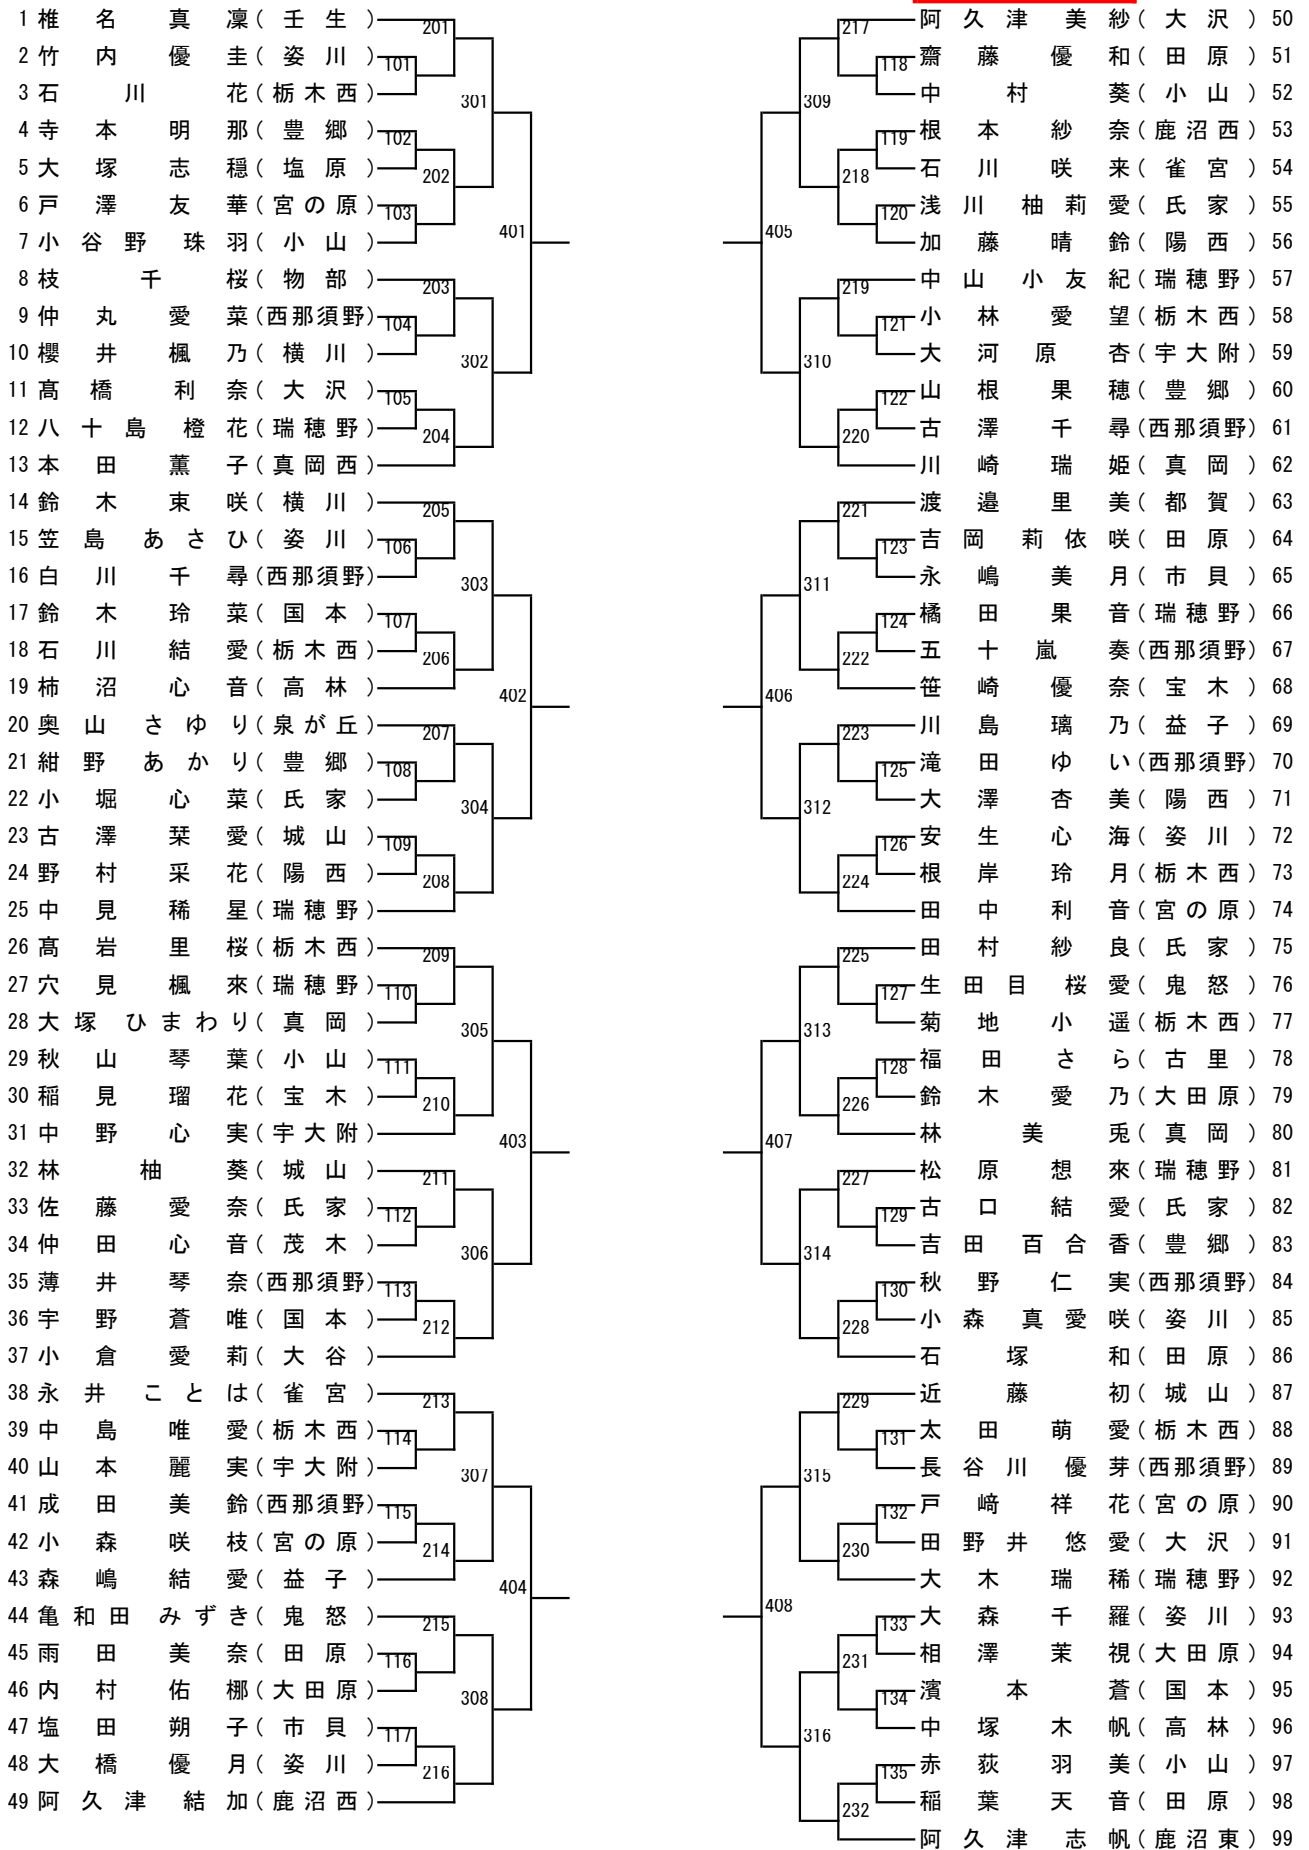 1 椎名 真凜 (壬生)
2 竹内 優圭 (姿川)
3 石川 花 (栃木西)
4 寺本 明那 (豊郷)
5 大塚 志穏 (塩原)
6 戸澤 友華 (宮の原)
7 小谷野 珠羽 (小山)
8 枝 千桜 (物部)
9 仲丸 愛菜 (西那須野)
10 櫻井 楓乃 (横川)
11 髙橋 利奈 (大沢)
12 八十島 橙花 (瑞穂野)
13 本田 薫子 (真岡西)
14 鈴木 束咲 (横川)
15 笠島 あさひ (姿川)
16 白川 千尋 (西那須野)
17 鈴木 玲菜 (国本)
18 石川 結愛 (栃木西)
19 柿沼 心音 (高林)
20 奥山 さゆり (泉が丘)
21 紺野 あかり (豊郷)
22 小堀 心菜 (氏家)
23 古澤 栞愛 (城山)
24 野村 采花 (陽西)
25 中見 稀星 (瑞穂野)
26 髙岩 里桜 (栃木西)
27 穴見 楓來 (瑞穂野)
28 大塚 ひまわり (真岡)
29 秋山 琴葉 (小山)
30 稲見 瑠花 (宝木)
31 中野 心実 (宇大附)
32 林 柚葵 (城山)
33 佐藤 愛奈 (氏家)
34 仲田 心音 (茂木)
35 薄井 琴奈 (西那須野)
36 宇野 蒼唯 (国本)
37 小倉 愛莉 (大谷)
38 永井 ことは (雀宮)
39 中島 唯愛 (栃木西)
40 山本 麗実 (宇大附)
41 成田 美鈴 (西那須野)
42 小森 咲枝 (宮の原)
43 森嶋 結愛 (益子)
44 亀和田 みずき (鬼怒)
45 雨田 美奈 (田原)
46 内村 佑梛 (大田原)
47 塩田 朔子 (市貝)
48 大橋 優月 (姿川)
49 阿久津 結加 (鹿沼西)
201
101
301
102
202
103
401
203
104
302
105
204
205
106
303
107
206
402
207
108
304
109
208
209
110
305
111
210
403
211
112
306
113
212
213
114
307
115
214
404
215
116
308
117
216
217
118
309
119
218
120
405
219
121
310
122
220
221
123
311
124
222
406
223
125
312
126
224
225
127
313
128
226
407
227
129
314
130
228
229
131
315
132
230
408
133
231
134
316
135
232
阿久津 美紗 (大沢) 50
齋藤 優和 (田原) 51
中村 葵 (小山) 52
根本 紗奈 (鹿沼西) 53
石川 咲来 (雀宮) 54
浅川 柚莉愛 (氏家) 55
加藤 晴鈴 (陽西) 56
中山 小友紀 (瑞穂野) 57
小林 愛望 (栃木西) 58
大河原 杏 (宇大附) 59
山根 果穂 (豊郷) 60
古澤 千尋 (西那須野) 61
川崎 瑞姫 (真岡) 62
渡邉 里美 (都賀) 63
吉岡 莉依咲 (田原) 64
永嶋 美月 (市貝) 65
橘田 果音 (瑞穂野) 66
五十嵐 奏 (西那須野) 67
笹崎 優奈 (宝木) 68
川島 璃乃 (益子) 69
滝田 ゆい (西那須野) 70
大澤 杏美 (陽西) 71
安生 心海 (姿川) 72
根岸 玲月 (栃木西) 73
田中 利音 (宮の原) 74
田村 紗良 (氏家) 75
生田目 桜愛 (鬼怒) 76
菊地 小遥 (栃木西) 77
福田 さら (古里) 78
鈴木 愛乃 (大田原) 79
林 美兎 (真岡) 80
松原 想來 (瑞穂野) 81
古口 結愛 (氏家) 82
吉田 百合香 (豊郷) 83
秋野 仁実 (西那須野) 84
小森 真愛咲 (姿川) 85
石塚 和 (田原) 86
近藤 初 (城山) 87
太田 萌愛 (栃木西) 88
長谷川 優芽 (西那須野) 89
戸﨑 祥花 (宮の原) 90
田野井 悠愛 (大沢) 91
大木 瑞稀 (瑞穂野) 92
大森 千羅 (姿川) 93
相澤 茉視 (大田原) 94
濱本 蒼 (国本) 95
中塚 木帆 (高林) 96
赤荻 羽美 (小山) 97
稲葉 天音 (田原) 98
阿久津 志帆 (鹿沼東) 99